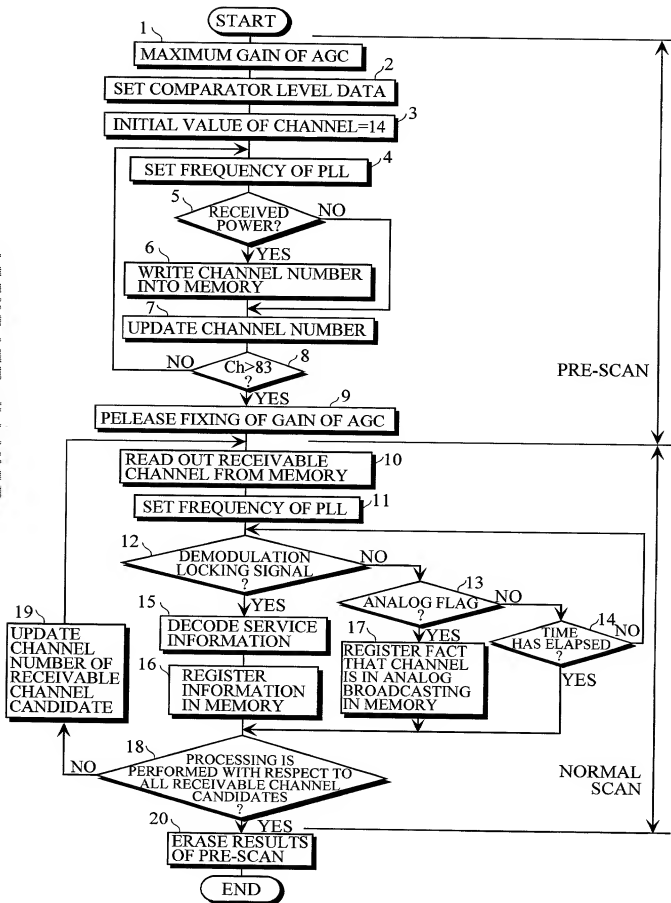 START
1
MAXIMUM GAIN OF AGC
2
SET COMPARATOR LEVEL DATA
3
INITIAL VALUE OF CHANNEL=14
4
SET FREQUENCY OF PLL
5
RECEIVED
POWER?
NO
YES
6
WRITE CHANNEL NUMBER
INTO MEMORY
7
UPDATE CHANNEL NUMBER
8
NO
Ch>83
?
YES
PRE-SCAN
9
PELEASE FIXING OF GAIN OF AGC
READ OUT RECEIVABLE
CHANNEL FROM MEMORY
10
SET FREQUENCY OF PLL
11
12
DEMODULATION
LOCKING SIGNAL
?
NO
YES
13
ANALOG FLAG
?
NO
YES
14
TIME
HAS ELAPSED
?
NO
YES
15
DECODE SERVICE
INFORMATION
16
REGISTER
INFORMATION
IN MEMORY
17
REGISTER FACT
THAT CHANNEL
IS IN ANALOG
BROADCASTING
IN MEMORY
19
UPDATE
CHANNEL
NUMBER OF
RECEIVABLE
CHANNEL
CANDIDATE
18
PROCESSING IS
PERFORMED WITH RESPECT TO
ALL RECEIVABLE CHANNEL
CANDIDATES
?
NO
YES
NORMAL
SCAN
20
ERASE RESULTS
OF PRE-SCAN
END